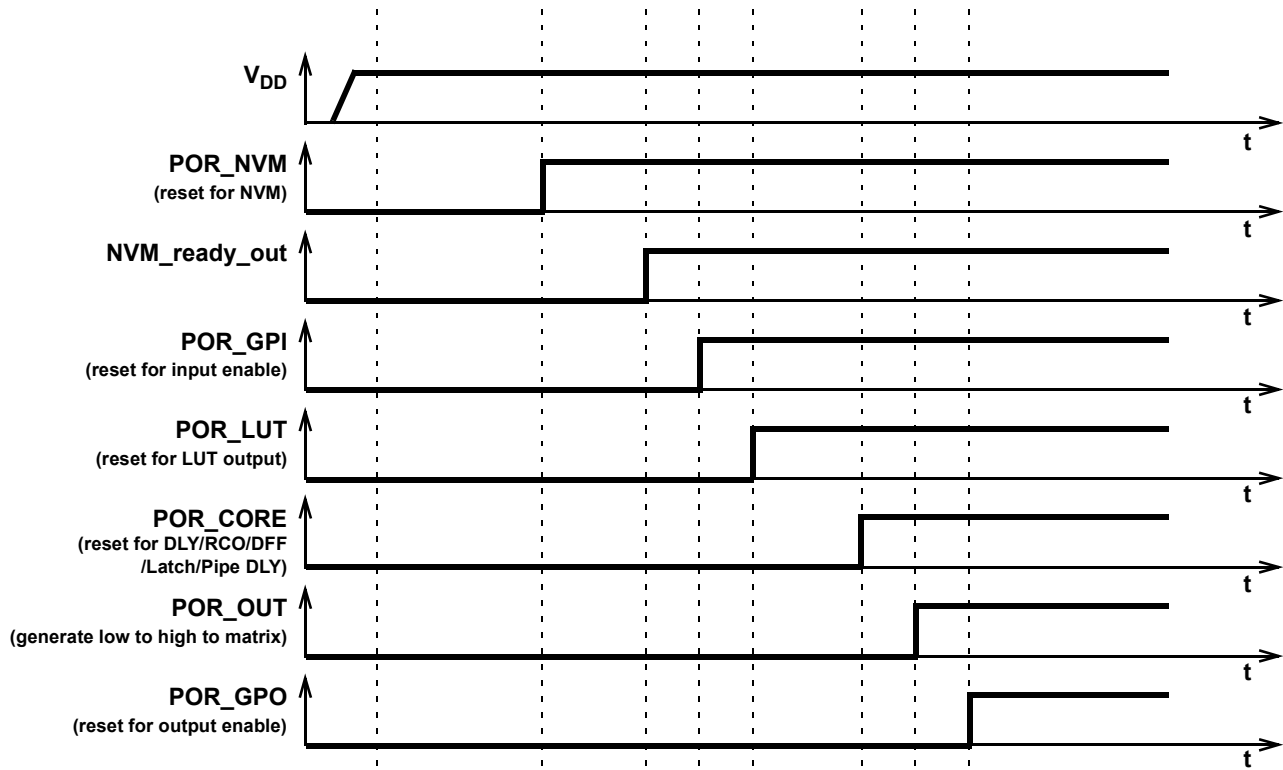 VDD
t
POR_NVM
(reset for NVM)
t
NVM_ready_out
t
POR_GPI
(reset for input enable)
t
POR_LUT
(reset for LUT output)
t
POR_CORE
(reset for DLY/RCO/DFF
/Latch/Pipe DLY)
t
POR_OUT
(generate low to high to matrix)
t
POR_GPO
(reset for output enable)
t